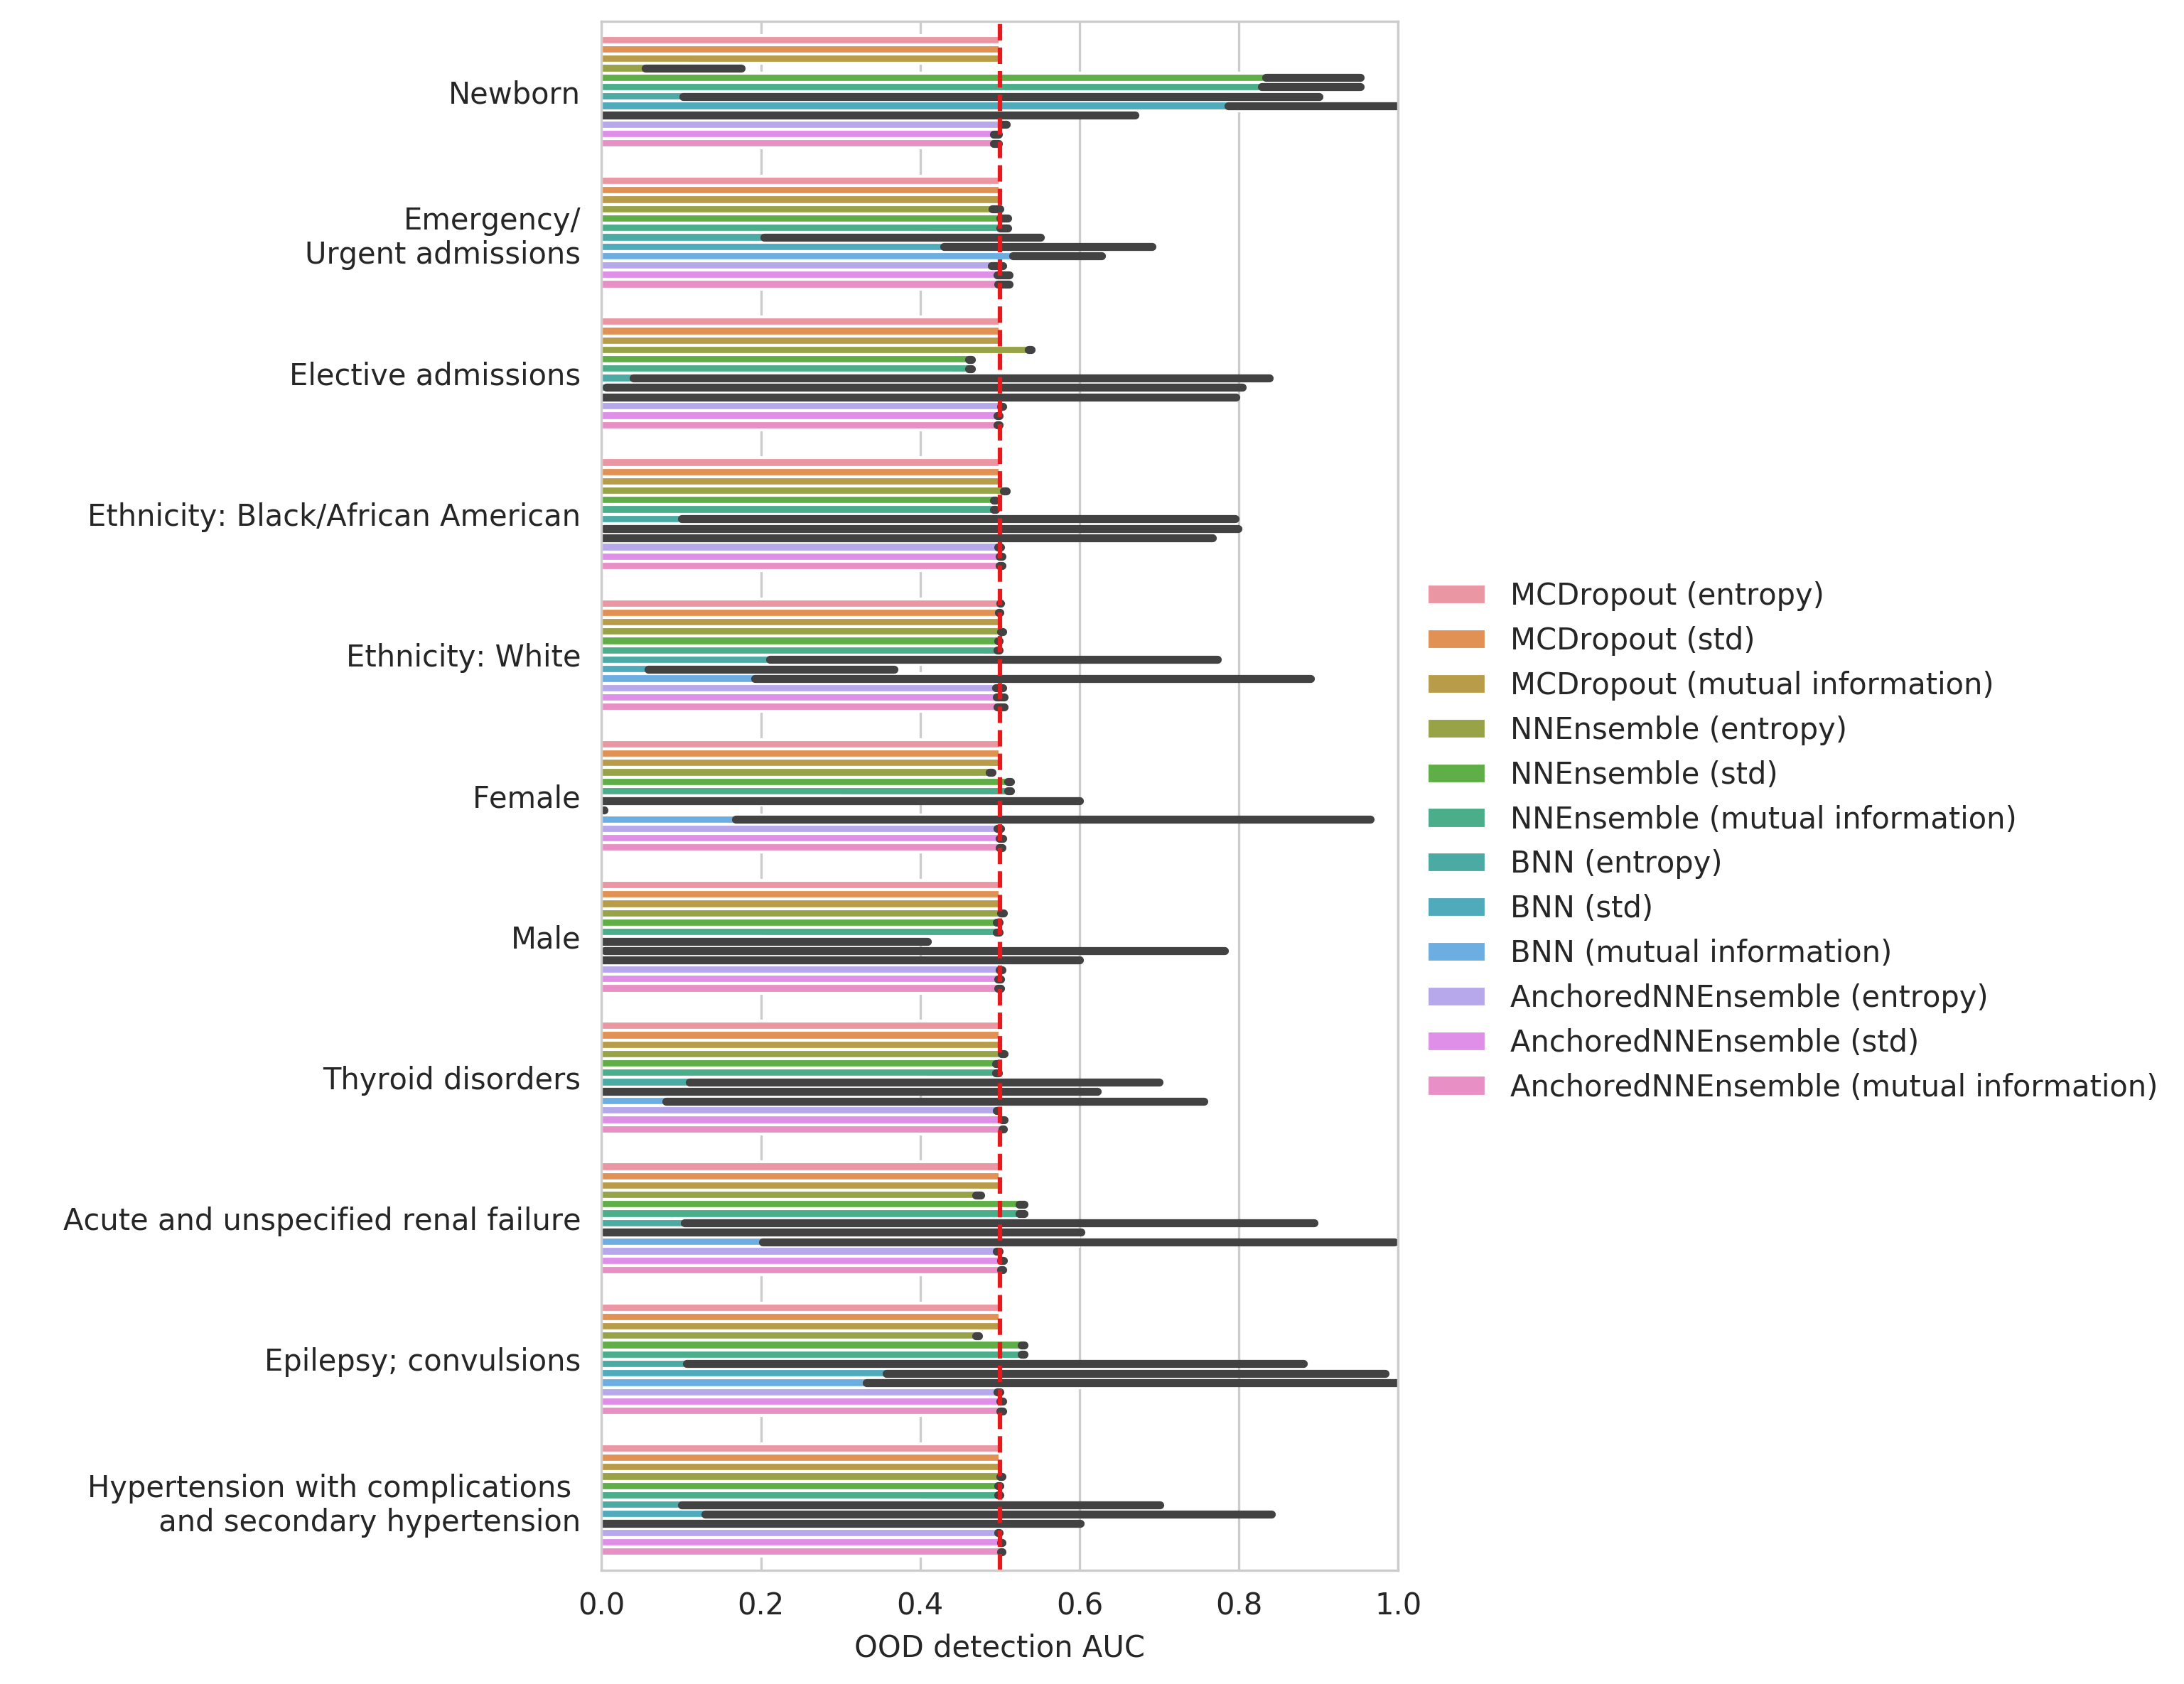 Newborn
Emergency/
Urgent admissions
Elective admissions
Ethnicity: Black/African American
Ethnicity: White
Female
Male
Thyroid disorders
Acute and unspecified renal failure
Epilepsy; convulsions
Hypertension with complications
and secondary hypertension
0.0 0.2 0.4 0.6 0.8 1.0
OOD detection AUC
MCDropout (entropy)
MCDropout (std)
MCDropout (mutual information)
NNEnsemble (entropy)
NNEnsemble (std)
NNEnsemble (mutual information)
BNN (entropy)
BNN (std)
BNN (mutual information)
AnchoredNNEnsemble (entropy)
AnchoredNNEnsemble (std)
AnchoredNNEnsemble (mutual information)